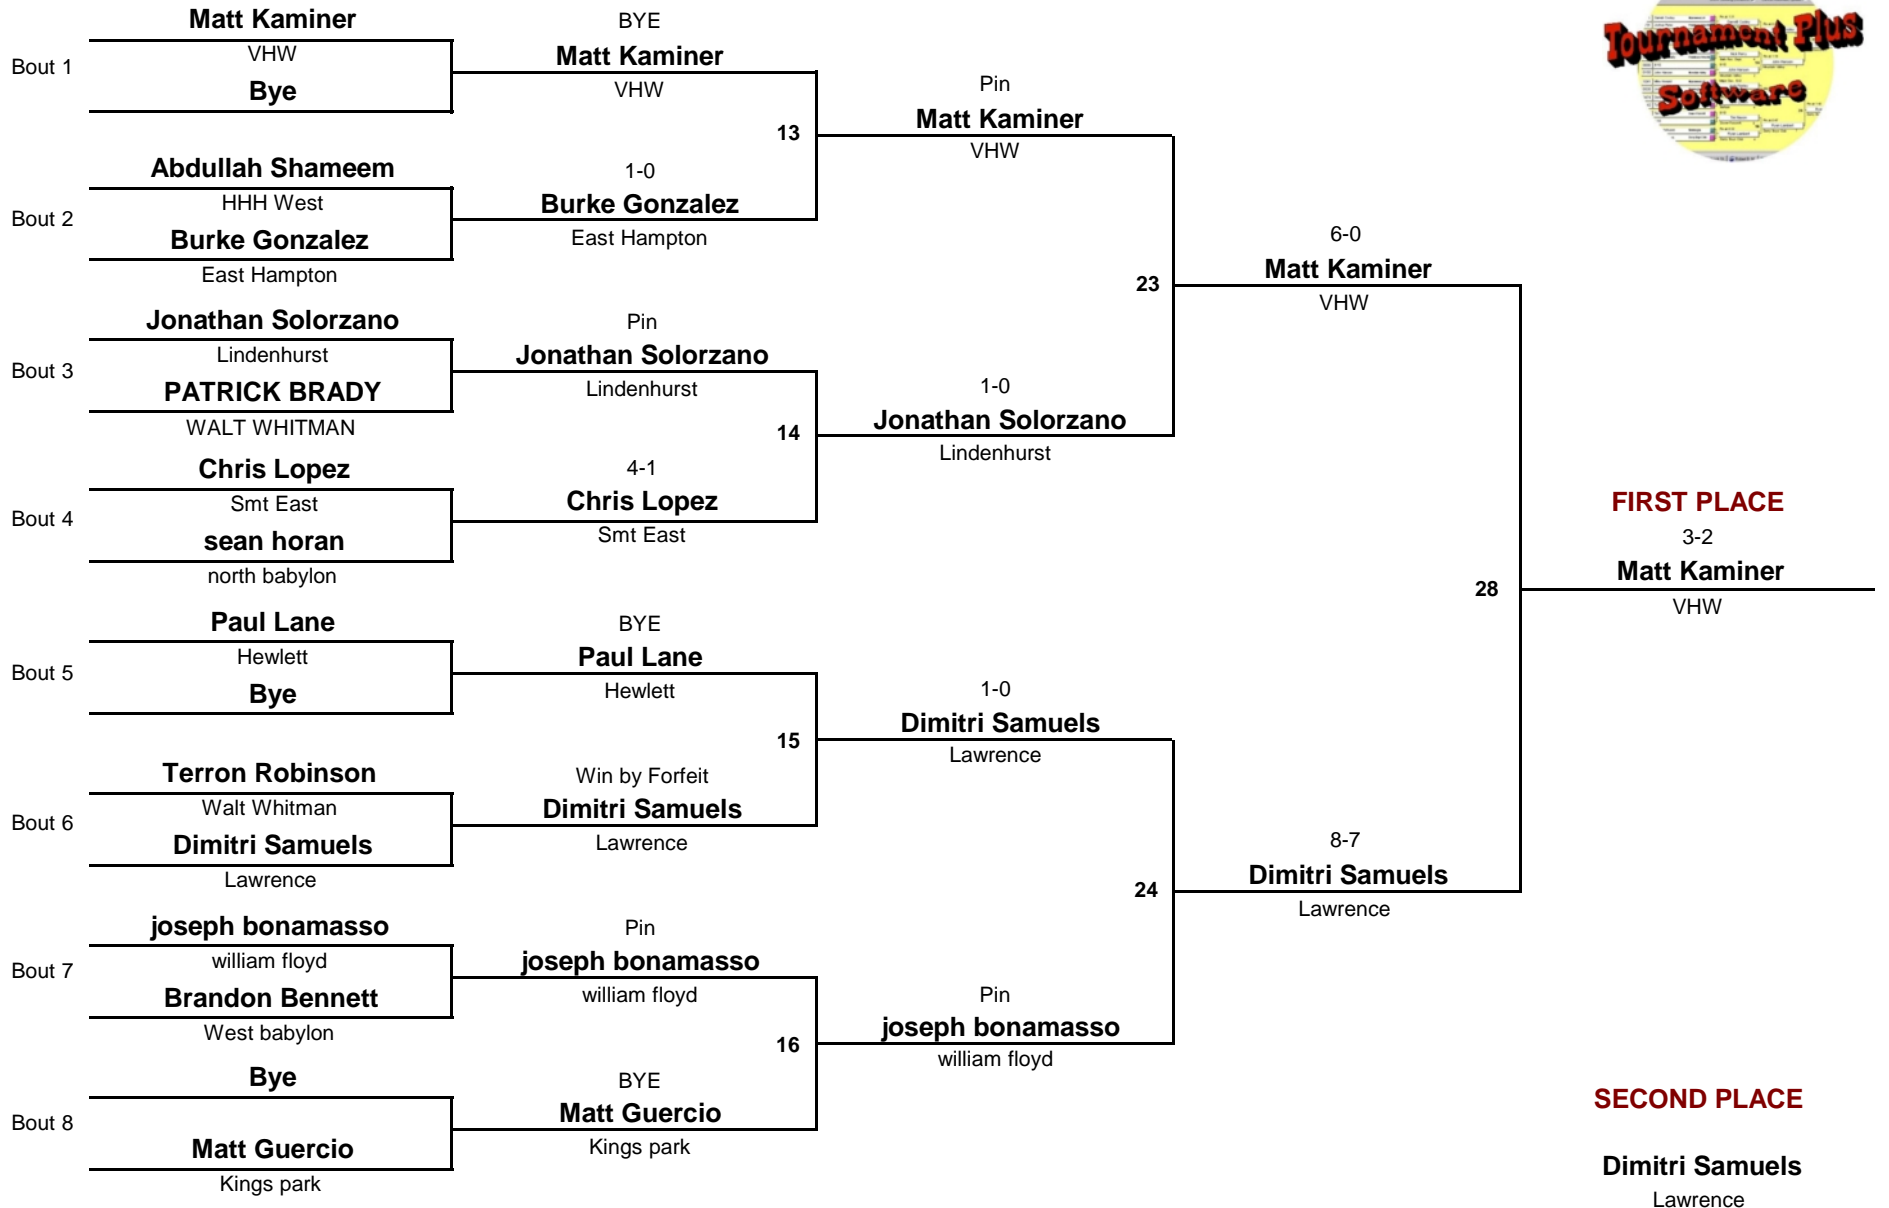 Tournament Plus
Software
Bout 1
Matt Kaminer
VHW
Bye
Bout 2
Abdullah Shameem
HHH West
Burke Gonzalez
East Hampton
Bout 3
Jonathan Solorzano
Lindenhurst
PATRICK BRADY
WALT WHITMAN
Bout 4
Chris Lopez
Smt East
sean horan
north babylon
Bout 5
Paul Lane
Hewlett
Bye
Bout 6
Terron Robinson
Walt Whitman
Dimitri Samuels
Lawrence
Bout 7
joseph bonamasso
william floyd
Brandon Bennett
West babylon
Bout 8
Bye
Matt Guercio
Kings park
BYE
Matt Kaminer
VHW
13
1-0
Burke Gonzalez
East Hampton
Pin
Jonathan Solorzano
Lindenhurst
14
4-1
Chris Lopez
Smt East
BYE
Paul Lane
Hewlett
15
Win by Forfeit
Dimitri Samuels
Lawrence
Pin
joseph bonamasso
william floyd
16
BYE
Matt Guercio
Kings park
Pin
Matt Kaminer
VHW
23
1-0
Jonathan Solorzano
Lindenhurst
1-0
Dimitri Samuels
Lawrence
24
Pin
joseph bonamasso
william floyd
6-0
Matt Kaminer
VHW
28
8-7
Dimitri Samuels
Lawrence
FIRST PLACE
3-2
Matt Kaminer
VHW
SECOND PLACE
Dimitri Samuels
Lawrence